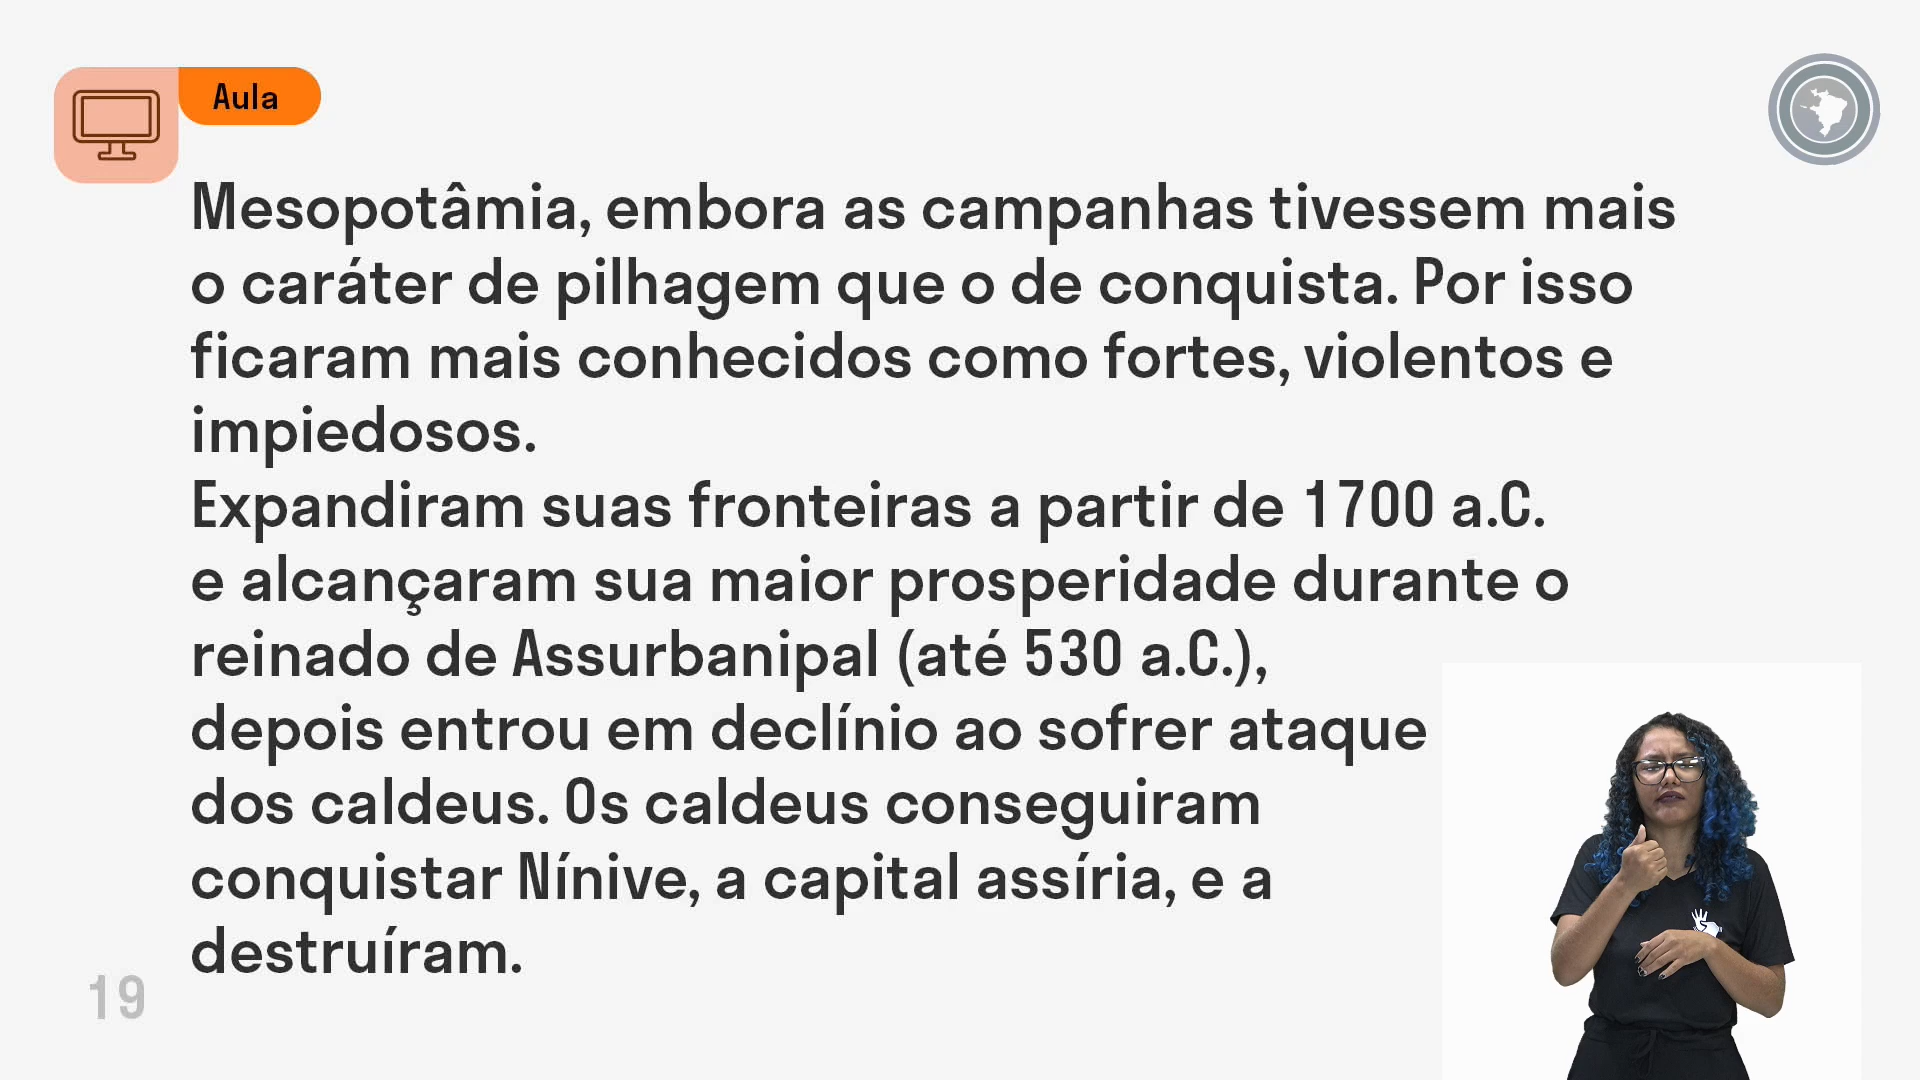 Aula
Mesopotâmia, embora as campanhas tivessem mais
o caráter de pilhagem que o de conquista. Por isso
ficaram mais conhecidos como fortes, violentos e
impiedosos.
Expandiram suas fronteiras a partir de 1700 a.C.
e alcançaram sua maior prosperidade durante o
reinado de Assurbanipal (até 530 a.C.),
depois entrou em declínio ao sofrer ataque
dos caldeus. Os caldeus conseguiram
conquistar Nínive, a capital assíria, e a
destruíram.
19